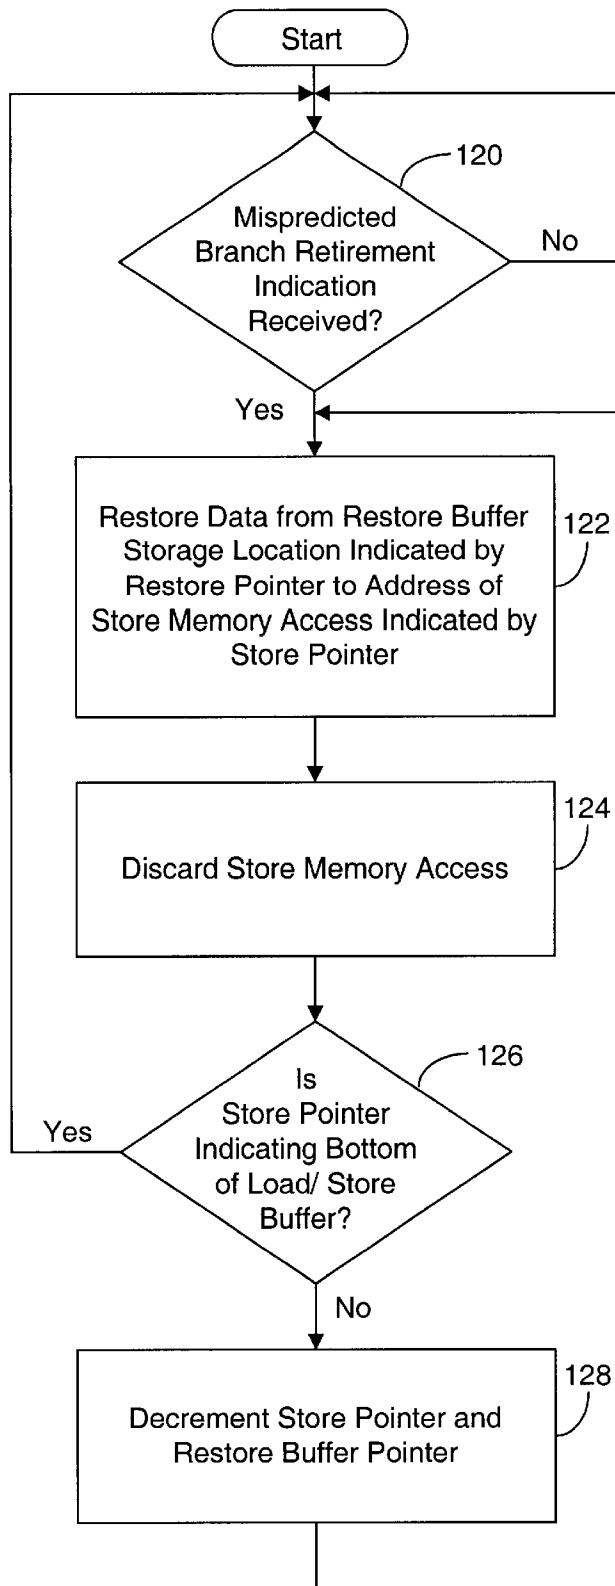 Start
120
Mispredicted
Branch Retirement
Indication
Received?
No
Yes
Restore Data from Restore Buffer
Storage Location Indicated by
Restore Pointer to Address of
Store Memory Access Indicated by
Store Pointer
122
124
Discard Store Memory Access
126
Is
Store Pointer
Indicating Bottom
of Load/ Store
Buffer?
Yes
No
128
Decrement Store Pointer and
Restore Buffer Pointer